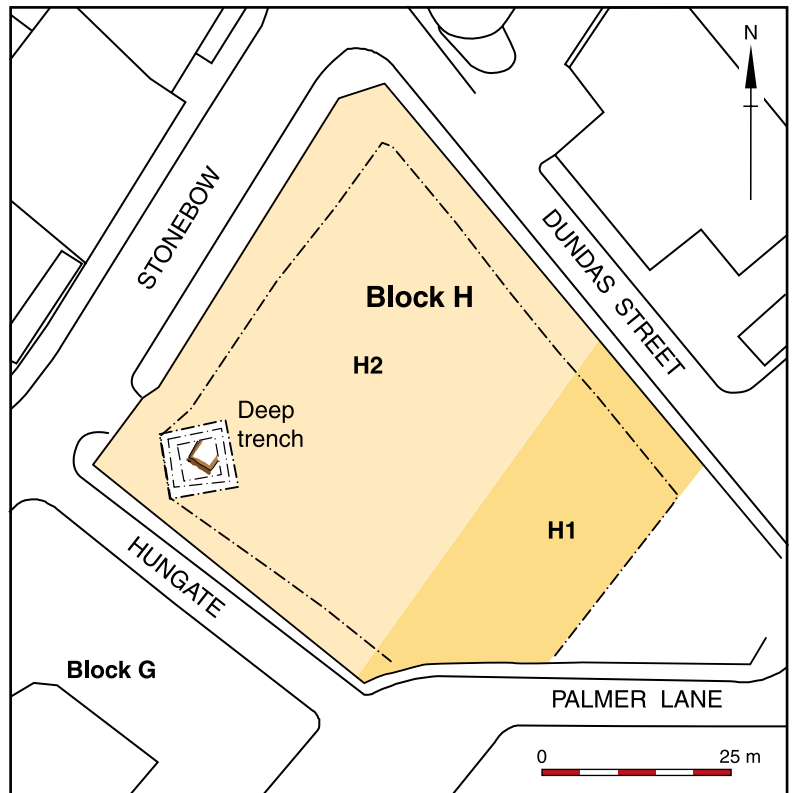 N
STONEBOW
DUNDAS STREET
Block H
H2
Deep
trench
H1
HUNGATE
Block G
PALMER LANE
0 25 m